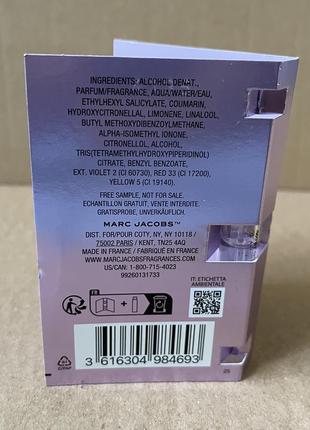 INGREDIENTS: ALCOHOL DENAT.,
PARFUM/FRAGRANCE, AQUA/WATER/EAU,
ETHYLHEXYL SALICYLATE, COUMARIN,
HYDROXYCITRONELLAL, LIMONENE, LINALOOL,
BUTYL METHOXYDIBENZOYLMETHANE,
ALPHA-ISOMETHYL IONONE,
CITRONELLOL, ALCOHOL,
TRIS(TETRAMETHYLHYDROXYPIPERIDINOL)
CITRATE, BENZYL BENZOATE,
EXT. VIOLET 2 (CI 60730), RED 33 (CI 17200),
YELLOW 5 (CI 19140).
FREE SAMPLE, NOT FOR SALE.
ECHANTILLON GRATUIT, VENTE INTERDITE.
GRATISPROBE, UNVERKÄUFLICH.
MARC JACOBS™
DIST. FOR/POUR COTY, NY, NY 10118 /
75002 PARIS / KENT, TN25 4AQ
MADE IN FRANCE / FABRIQUÉ EN FRANCE
WWW.MARCJACOBSFRAGRANCES.COM
US/CAN: 1-800-715-4023
99260131733
IT: ETICHETTA
AMBIENTALE
FR
+
3 616304 984693
25